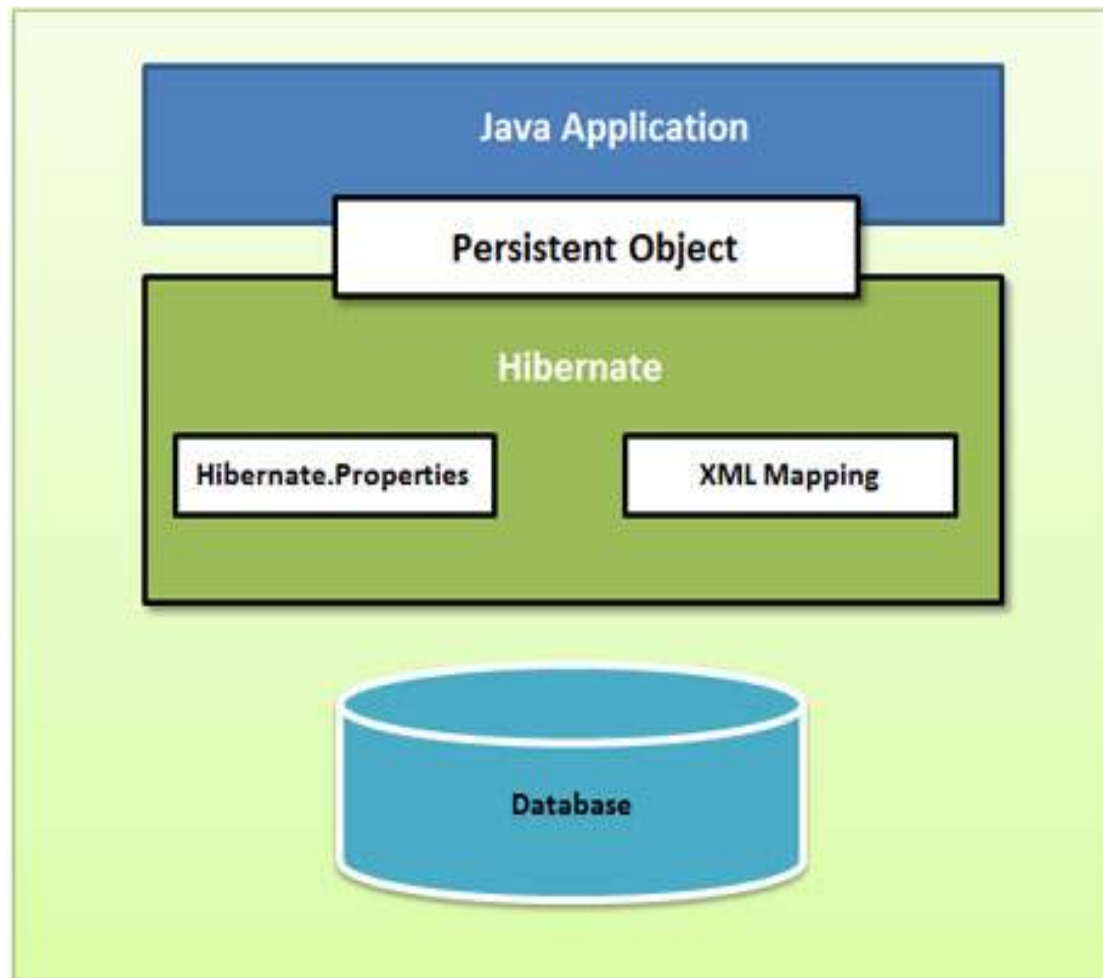 Java Application
Persistent Object
Hibernate
Hibernate.Properties
XML Mapping
Database